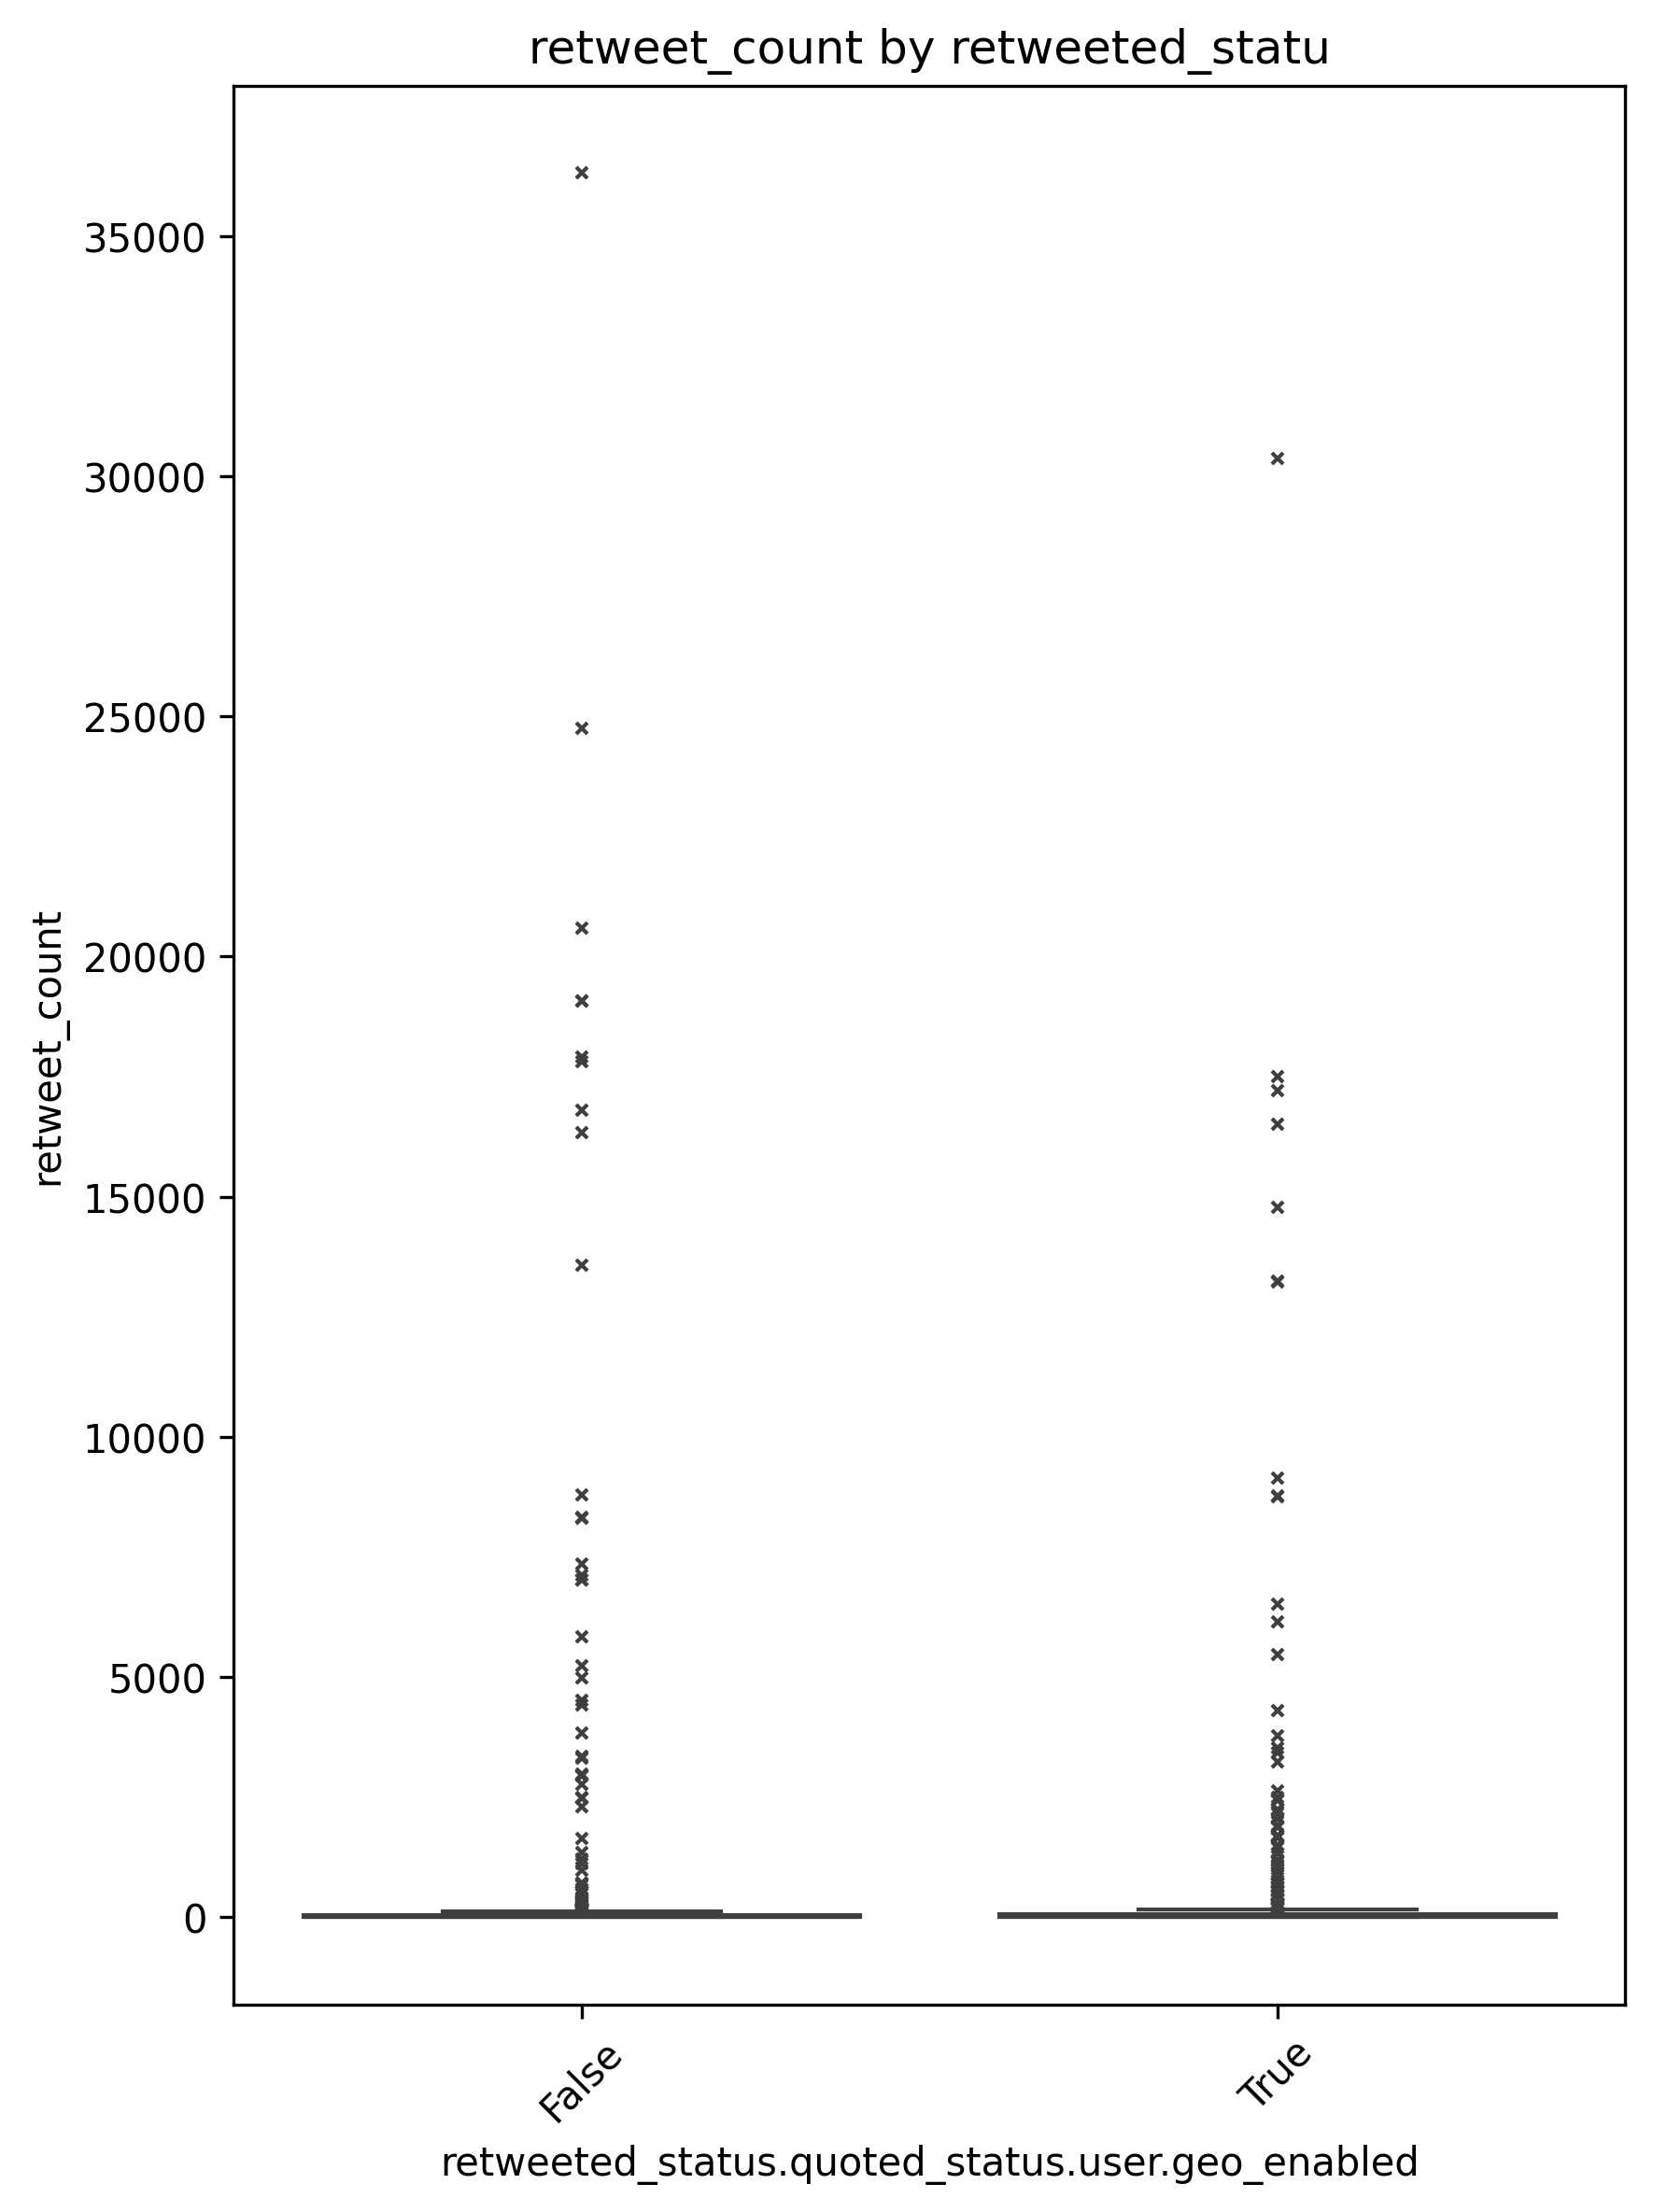 retweet_count by retweeted_statu
35000
30000
25000
20000
15000
10000
5000
0
retweet_count
False
True
retweeted_status.quoted_status.user.geo_enabled